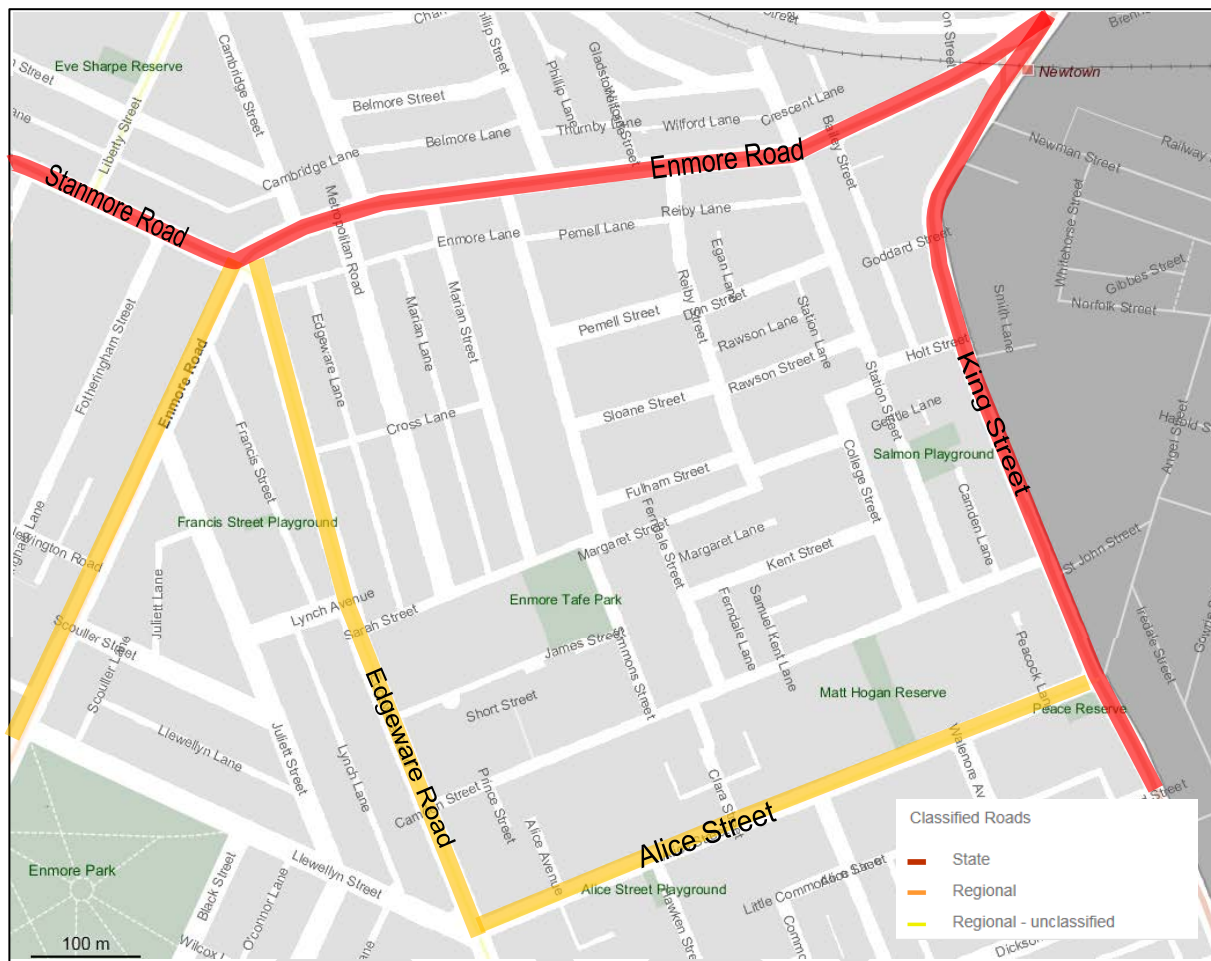 Eve Sharpe Reserve
Cambridge Street
Liberty Street
Belmore Street
Belmore Lane
Phillip Street
Phillip Lane
Thurnby Lane
Wilford Lane
Crescent Lane
Bailey Street
Newtown
Newman Street
Whitehorse Street
Gibbes Street
Norfolk Street
Smith Lane
Cambridge Lane
Metropolitan Road
Stanmore Road
Enmore Road
Reiby Lane
Pemell Lane
Enmore Lane
Egan Lane
Goddard Street
Reiby Street
Pemell Street
Station Lane
Rawson Lane
Rawson Street
Holt Street
Station Street
King Street
Fotheringham Street
Enmore Road
Edgeware Lane
Marian Lane
Marian Street
Cross Lane
Sloane Street
Gentle Lane
Salmon Playground
Francis Street
Francis Street Playground
Fulham Street
College Street
Camden Lane
Angel Street
St John Street
Margaret Street
Margaret Lane
Ferndale Street
Kent Street
Juliett Lane
Lynch Avenue
Sarah Street
Enmore Tafe Park
James Street
Short Street
Simmons Street
Ferndale Lane
Samuel Kent Lane
Scouller Street
Scouller Lane
Iredale Street
Peacock Lane
Matt Hogan Reserve
Peace Reserve
Llewellyn Lane
Juliett Street
Lynch Lane
Edgeware Road
Prince Street
Alice Avenue
Alice Street
Enmore Park
Black Street
O'connor Lane
Llewellyn Street
Alice Street Playground
100 m
Classified Roads
State
Regional
Regional - unclassified